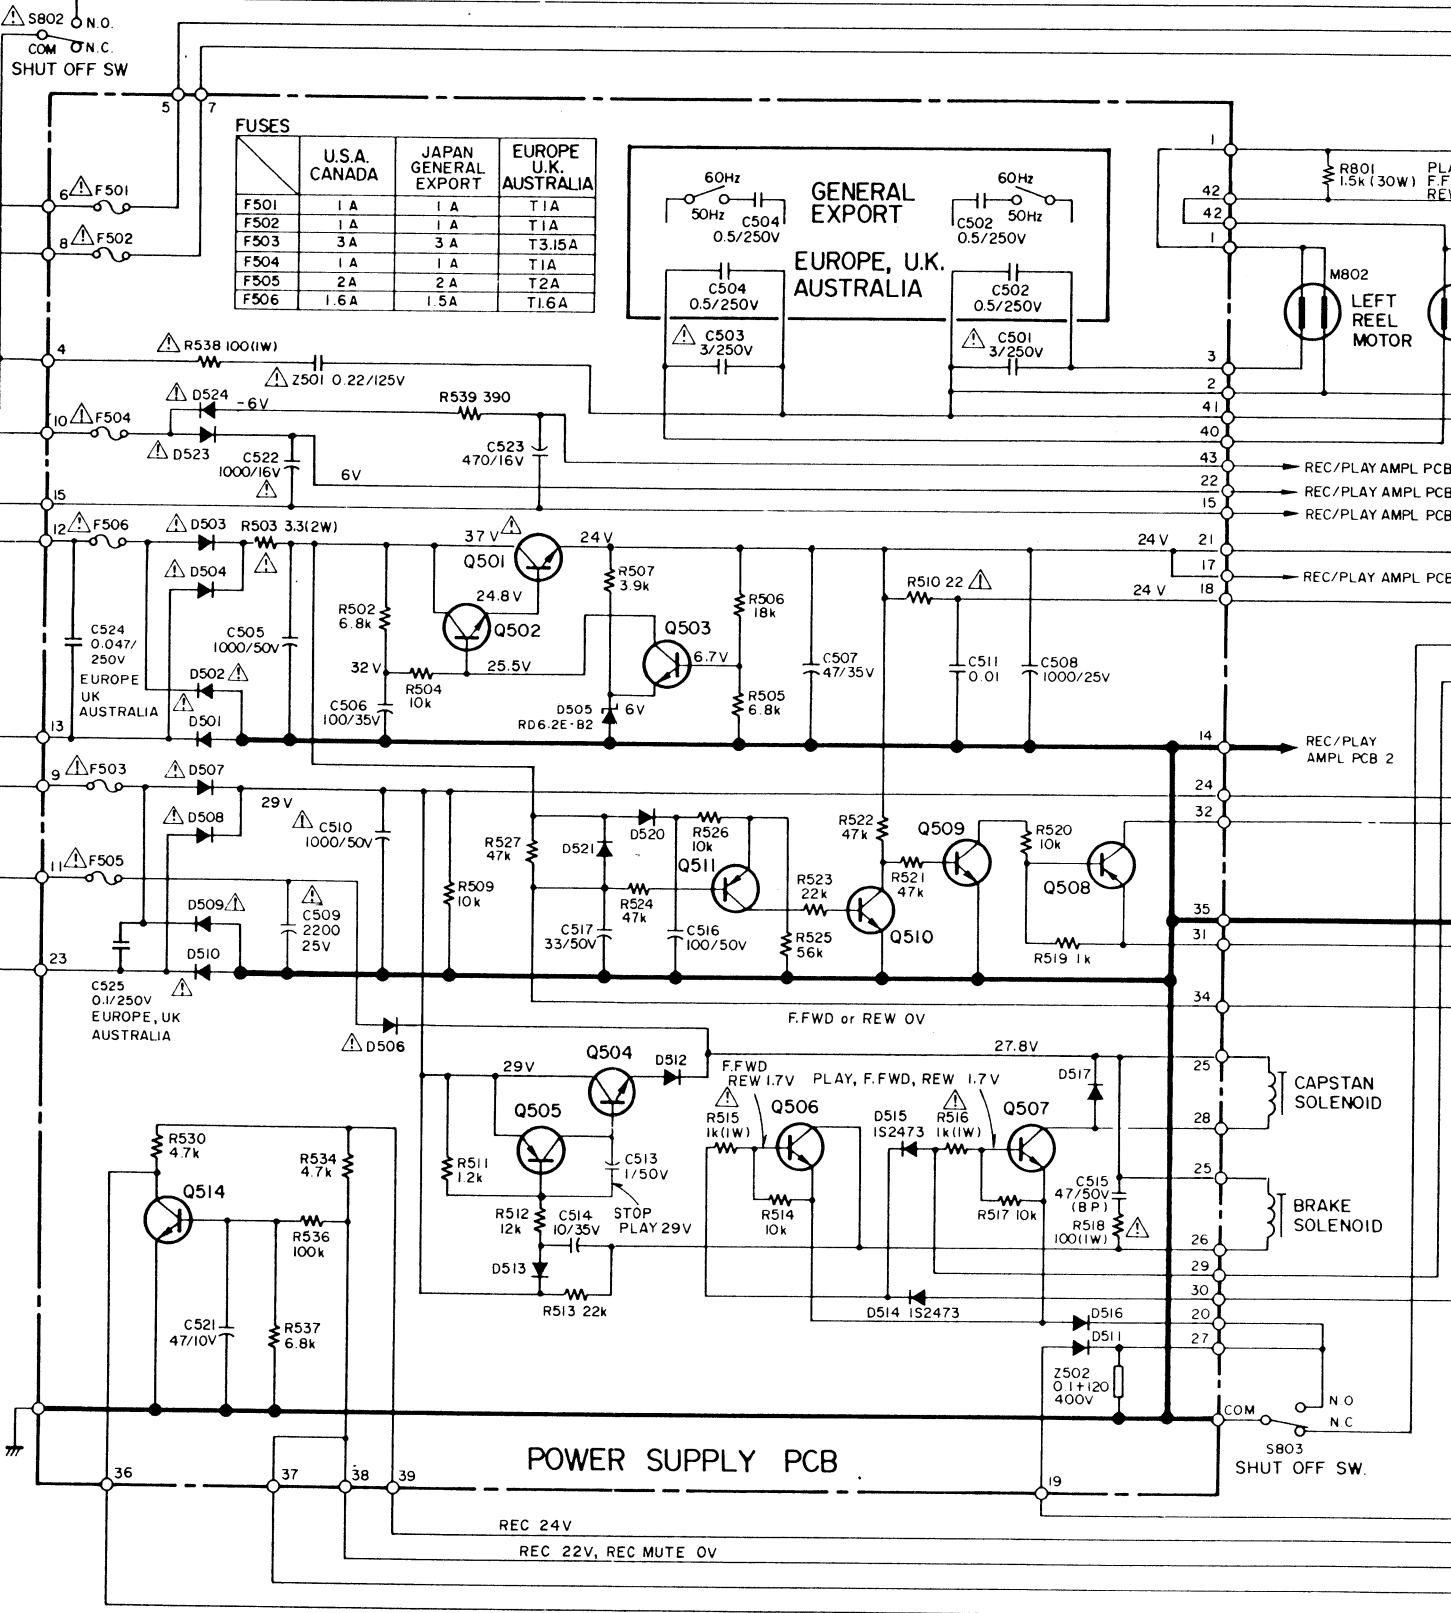 S802 N.O.
COM N.C.
SHUT OFF SW
5 7
FUSES
U.S.A. CANADA
JAPAN GENERAL EXPORT
EUROPE U.K. AUSTRALIA
F501 1A 1A T1A
F502 1A 1A T1A
F503 3A 3A T3.15A
F504 1A 1A T1A
F505 2A 2A T2A
F506 1.6A 1.5A T1.6A
60Hz
50Hz
C504
0.5/250V
GENERAL
EXPORT
60Hz
C502 50Hz
0.5/250V
EUROPE, U.K.
AUSTRALIA
C504
0.5/250V
C502
0.5/250V
C503
3/250V
C501
3/250V
1
42
42
1
R801
1.5k (30W)
M802
LEFT
REEL
MOTOR
6 F501
8 F502
4
R538 100(1W)
Z501 0.22/125V
3
2
41
40
43
22
15
10 F504
D524 -6V
D523
R539 390
C522
1000/16V
C523
470/16V
6V
REC/PLAY AMPL PCB
REC/PLAY AMPL PCB
REC/PLAY AMPL PCB
15
12 F506
D503
R503 3.3(2W)
D504
37V
Q501
24V
24V 21
17
REC/PLAY AMPL PCB
24V 18
R507
3.9k
R506
18k
R510 22
24.8V
R502
6.8k
Q502
Q503
C524
0.047/
250V
EUROPE
UK
AUSTRALIA
C505
1000/50V
D502
D501
32V
R504
10k
25.5V
6.7V
C506
100/35V
D505
RD6.2E-B2
6V
R505
6.8k
C507
47/35V
C511
0.01
C508
1000/25V
13
14
REC/PLAY
AMPL PCB 2
9 F503
D507
29V
D508
C510
1000/50V
24
32
11 F505
R527
47k
D521
D520
R526
10k
Q511
R522
47k
Q509
R520
10k
Q508
R521
47k
R523
22k
R509
10k
R524
47k
D509
C509
2200
25V
C517
33/50V
C516
100/50V
R525
56k
Q510
R519 1k
35
31
23
D510
C525
0.1/250V
EUROPE, UK
AUSTRALIA
34
F.FWD or REW 0V
D506
Q504
29V
D512
27.8V
25
F.FWD
REW 1.7V
PLAY, F.FWD, REW 1.7V
D517
CAPSTAN
SOLENOID
28
Q505
R515
1k(1W)
Q506
D515
1S2473
R516
1k(1W)
Q507
R530
4.7k
R534
4.7k
R511
1.2k
C513
1/50V
25
C515
47/50V
(BP)
R518
100(1W)
BRAKE
SOLENOID
Q514
R512
12k
C514
10/35V
STOP
PLAY 29V
R514
10k
R517 10k
R536
100k
26
29
30
20
27
D513
R513 22k
D514 1S2473
D516
D511
C521
47/10V
R537
6.8k
Z502
0.1+120
400V
COM
N.O
N.C
S803
SHUT OFF SW.
POWER SUPPLY PCB
36 37 38 39
19
REC 24V
REC 22V, REC MUTE 0V